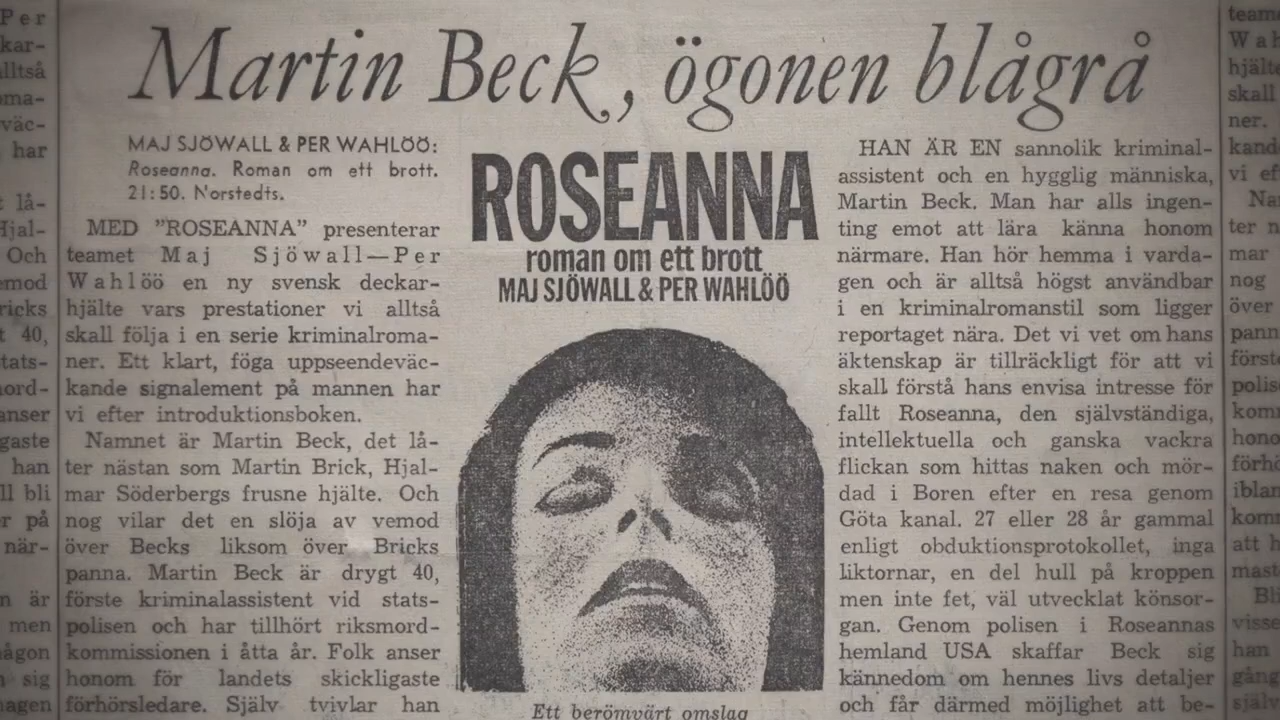 Martin Beck, ögonen blågrå
MAJ SJÖWALL & PER WAHLÖÖ:
Roseanna. Roman om ett brott.
21:50. Norstedts.
MED ”ROSEANNA” presenterar
teamet Maj Sjöwall—Per
Wahlöö en ny svensk deckar-
hjälte vars prestationer vi alltså
skall följa i en serie kriminalroma-
ner. Ett klart, föga uppseendeväc-
kande signalement på mannen har
vi efter introduktionsboken.
Namnet är Martin Beck, det lå-
ter nästan som Martin Brick, Hjal-
mar Söderbergs frusne hjälte. Och
nog vilar det en slöja av vemod
över Becks liksom över Bricks
panna. Martin Beck är drygt 40,
förste kriminalassistent vid stats-
polisen och har tillhört riksmord-
kommissionen i åtta år. Folk anser
honom för landets skickligaste
förhörsledare. Själv tvivlar han
ROSEANNA
roman om ett brott
MAJ SJÖWALL & PER WAHLÖÖ
Ett berömvärt omslag
HAN ÄR EN sannolik kriminal-
assistent och en hygglig människa,
Martin Beck. Man har alls ingen-
ting emot att lära känna honom
närmare. Han hör hemma i varda-
gen och är alltså högst användbar
i en kriminalromanstil som ligger
reportaget nära. Det vi vet om hans
äktenskap är tillräckligt för att vi
skall förstå hans envisa intresse för
fallt Roseanna, den självständiga,
intellektuella och ganska vackra
flickan som hittas naken och mör-
dad i Boren efter en resa genom
Göta kanal. 27 eller 28 år gammal
enligt obduktionsprotokollet, inga
liktornar, en del hull på kroppen
men inte fet, väl utvecklat könsor-
gan. Genom polisen i Roseannas
hemland USA skaffar Beck sig
kännedom om hennes livs detaljer
och får därmed möjlighet att be-